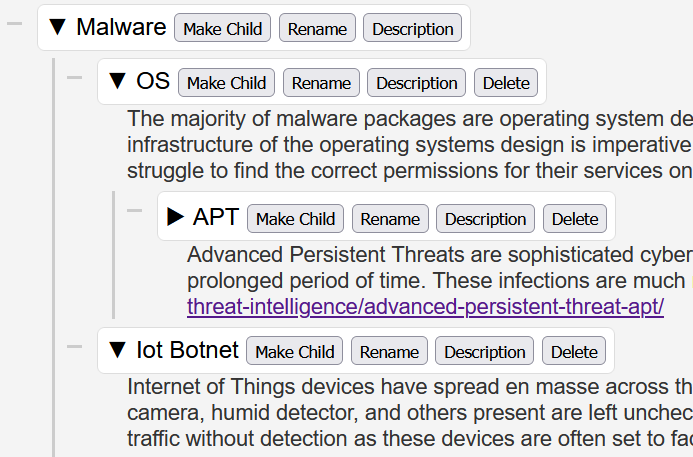 Malware Make Child Rename Description
OS Make Child Rename Description Delete
The majority of malware packages are operating system de
infrastructure of the operating systems design is imperative
struggle to find the correct permissions for their services on
APT Make Child Rename Description Delete
Advanced Persistent Threats are sophisticated cyber
prolonged period of time. These infections are much
threat-intelligence/advanced-persistent-threat-apt/
Iot Botnet Make Child Rename Description Delete
Internet of Things devices have spread en masse across th
camera, humid detector, and others present are left unchec
traffic without detection as these devices are often set to fac